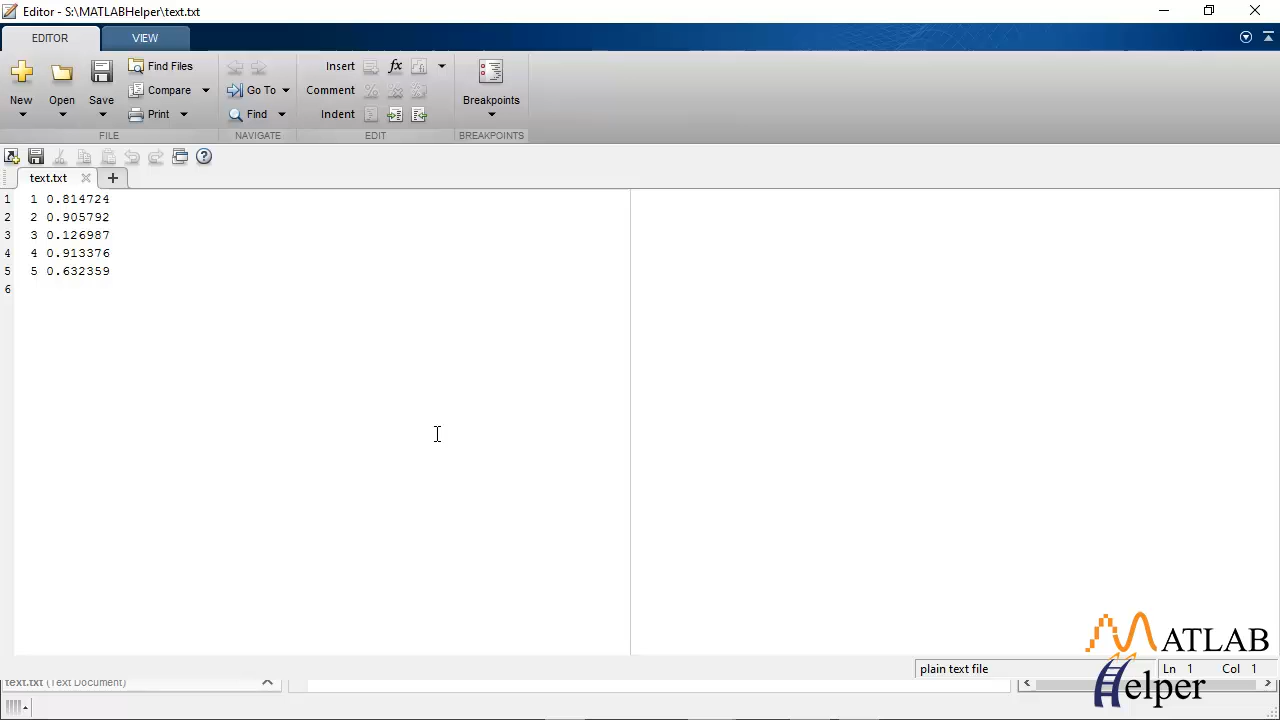 Editor - S:\MATLABHelper\text.txt
EDITOR VIEW
New
Open
Save
Find Files
Compare
Print
FILE
Go To
Find
NAVIGATE
Insert fx
Comment
Indent
EDIT
Breakpoints
BREAKPOINTS
text.txt
1 1 0.814724
2 2 0.905792
3 3 0.126987
4 4 0.913376
5 5 0.632359
6
plain text file Ln 1 Col 1
text.txt (Text Document)
MATLAB
Helper